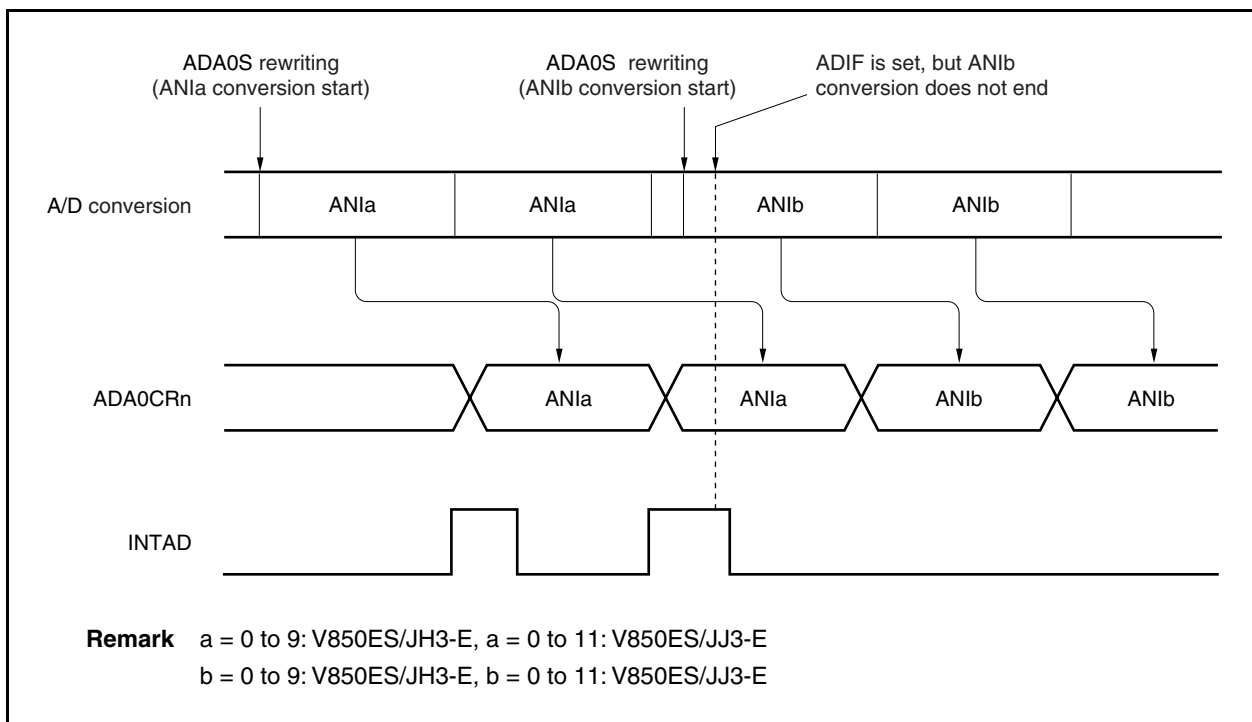 ADA0S rewriting
(ANIa conversion start)
ADA0S rewriting
(ANIb conversion start)
ADIF is set, but ANIb
conversion does not end
A/D conversion
ANIa
ANIa
ANIb
ANIb
ADA0CRn
ANIa
ANIa
ANIb
ANIb
INTAD
Remark a = 0 to 9: V850ES/JH3-E, a = 0 to 11: V850ES/JJ3-E
b = 0 to 9: V850ES/JH3-E, b = 0 to 11: V850ES/JJ3-E